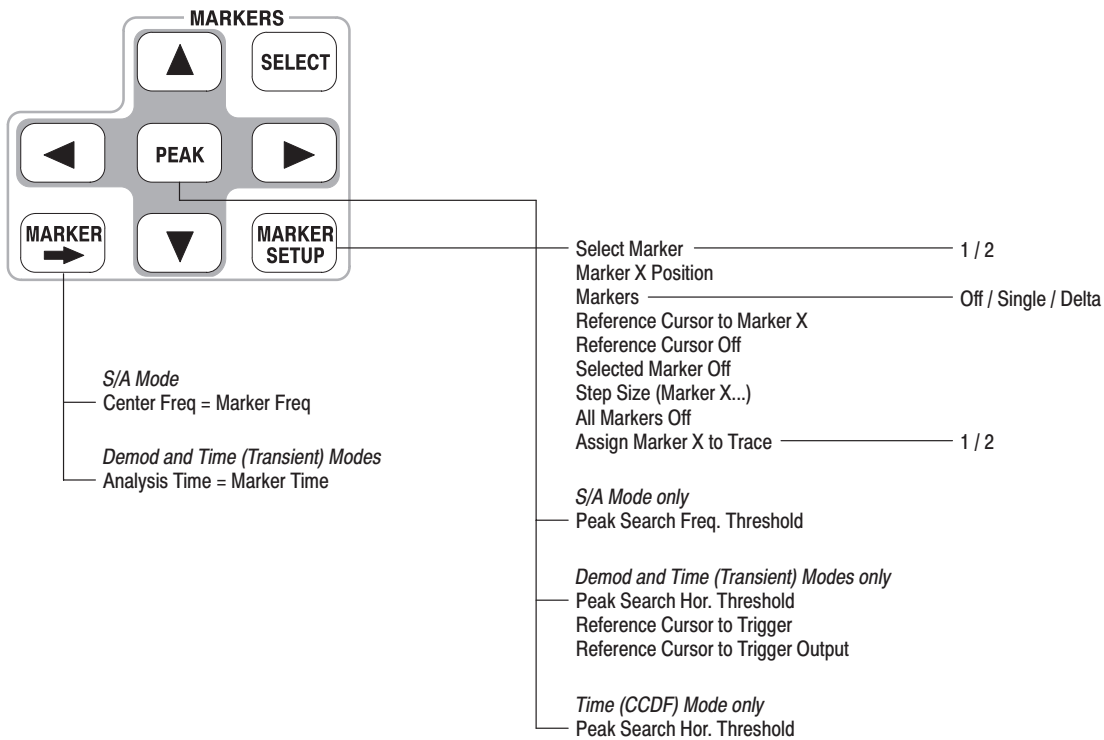 MARKERS
SELECT
PEAK
MARKER
MARKER
SETUP
Select Marker 1 / 2
Marker X Position
Markers Off / Single / Delta
Reference Cursor to Marker X
Reference Cursor Off
Selected Marker Off
Step Size (Marker X...)
All Markers Off
Assign Marker X to Trace 1 / 2
S/A Mode
Center Freq = Marker Freq
Demod and Time (Transient) Modes
Analysis Time = Marker Time
S/A Mode only
Peak Search Freq. Threshold
Demod and Time (Transient) Modes only
Peak Search Hor. Threshold
Reference Cursor to Trigger
Reference Cursor to Trigger Output
Time (CCDF) Mode only
Peak Search Hor. Threshold